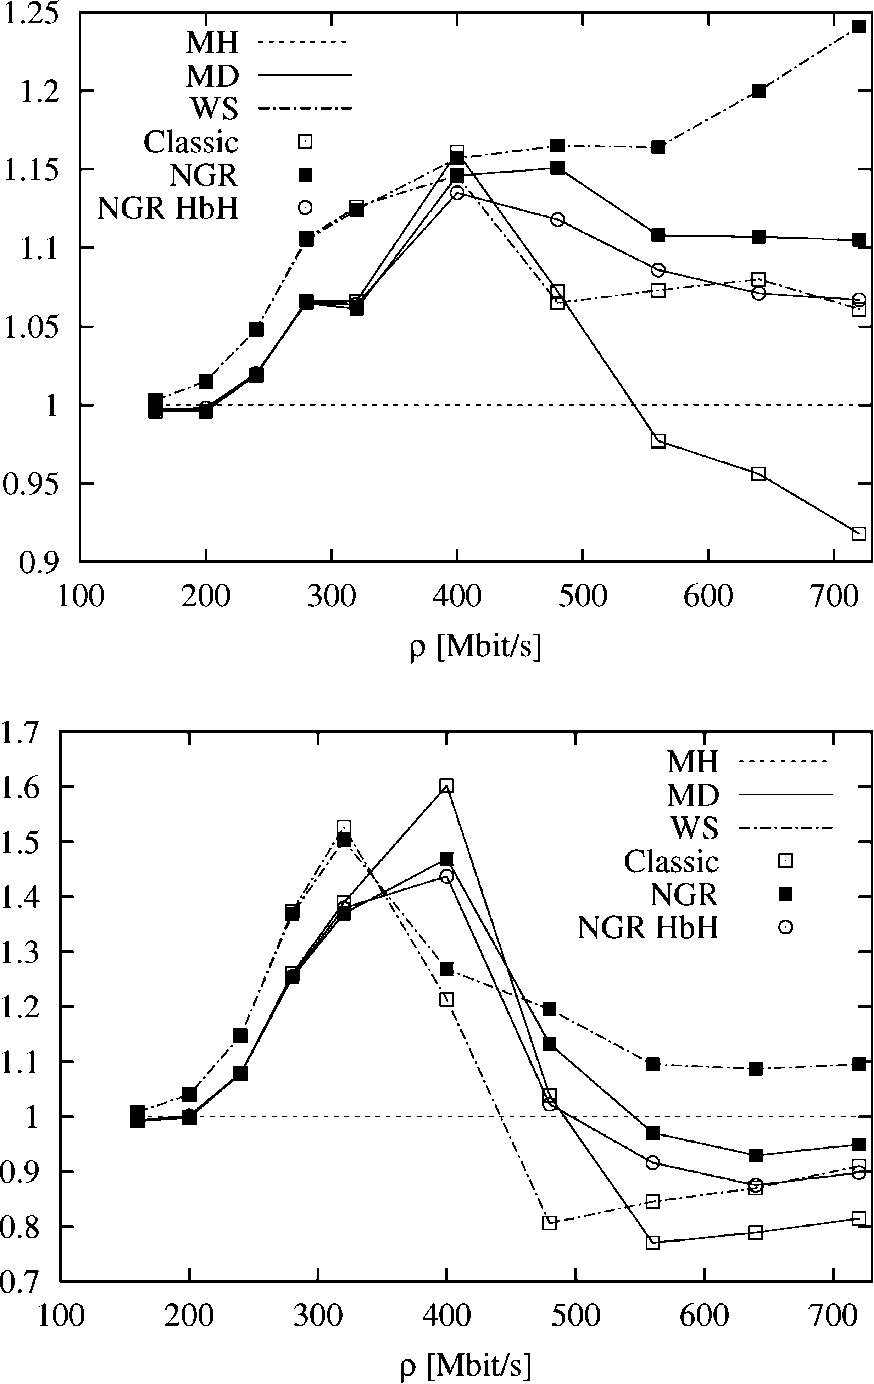 1.25
MH
MD
1.2
WS
Classic
1.15
NGR
NGR HbH
1.1
1.05
1
0.95
0.9
100 200 300 400 500 600 700
ρ [Mbit/s]
1.7
MH
1.6
MD
WS
1.5
Classic
1.4
NGR
NGR HbH
1.3
1.2
1.1
1
0.9
0.8
0.7
100 200 300 400 500 600 700
ρ [Mbit/s]